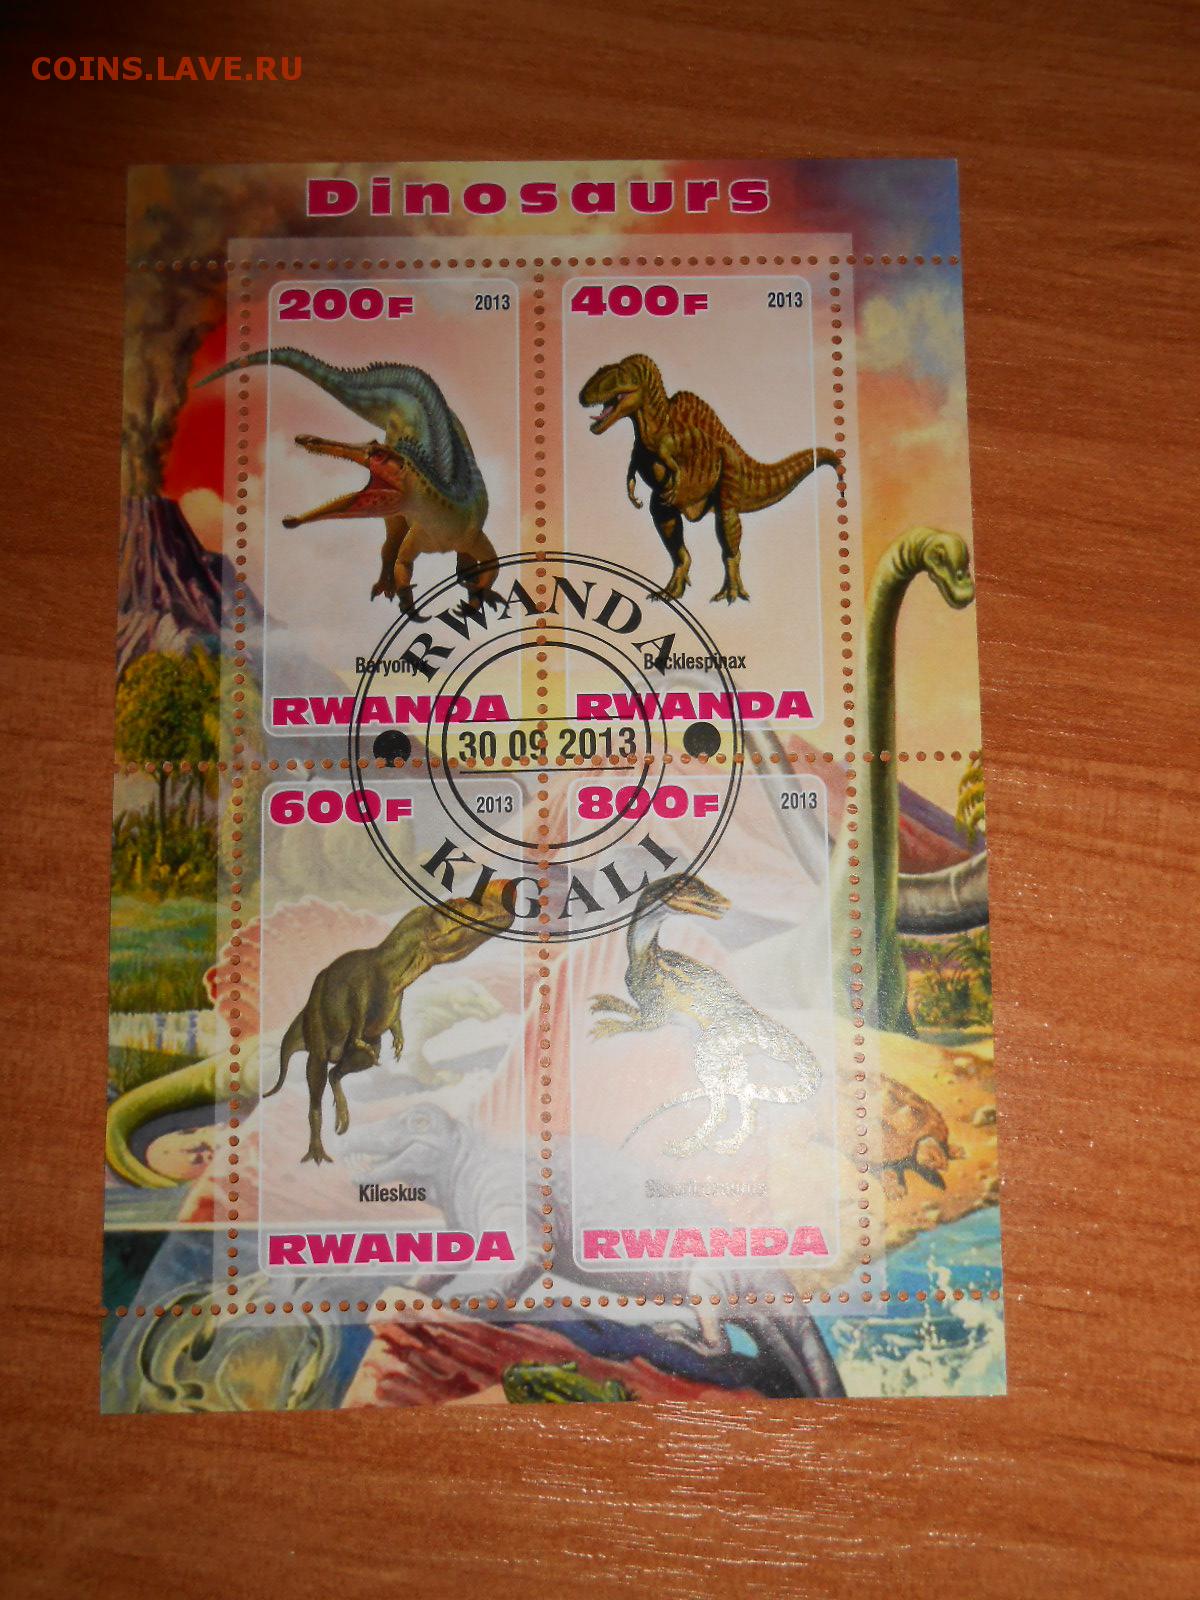 COINS.LAVE.RU
Dinosaurs
200F 2013
400F 2013
Baryonyx
Becklespinax
RWANDA
RWANDA
RWANDA
30 09 2013
KIGALI
600F 2013
800F 2013
Kileskus
RWANDA
RWANDA